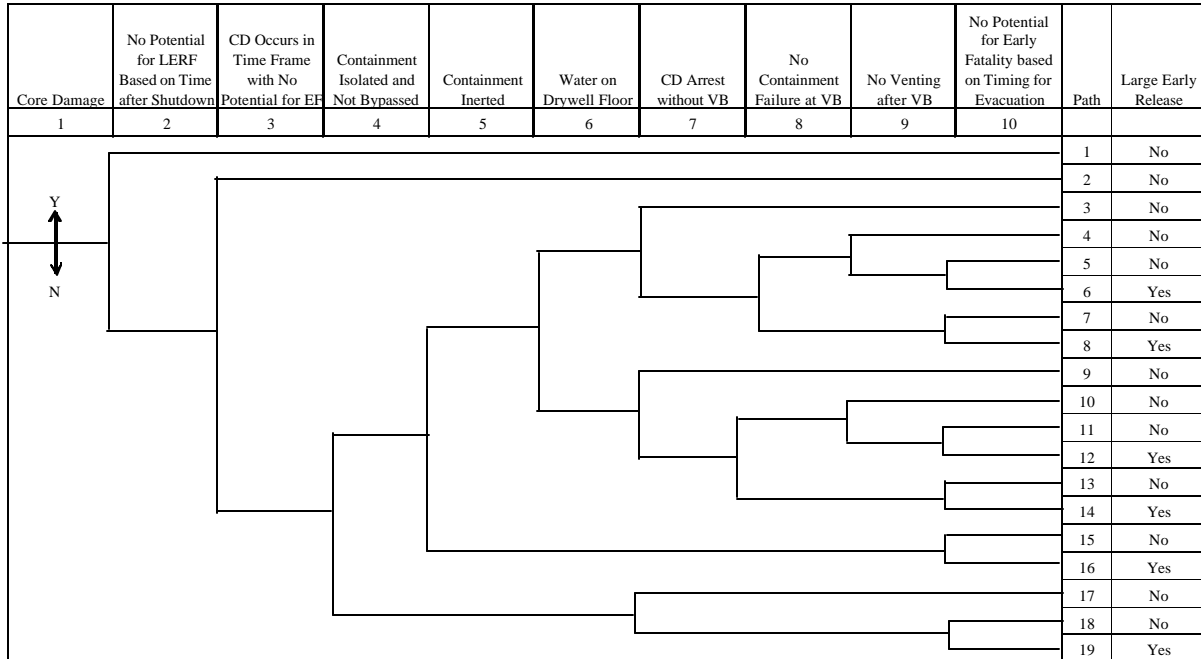 Core Damage
No Potential
for LERF
Based on Time
after Shutdown
CD Occurs in
Time Frame
with No
Potential for EF
Containment
Isolated and
Not Bypassed
Containment
Inerted
Water on
Drywell Floor
CD Arrest
without VB
No
Containment
Failure at VB
No Venting
after VB
No Potential
for Early
Fatality based
on Timing for
Evacuation
Path
Large Early
Release
1 2 3 4 5 6 7 8 9 10
Y
N
1 No
2 No
3 No
4 No
5 No
6 Yes
7 No
8 Yes
9 No
10 No
11 No
12 Yes
13 No
14 Yes
15 No
16 Yes
17 No
18 No
19 Yes